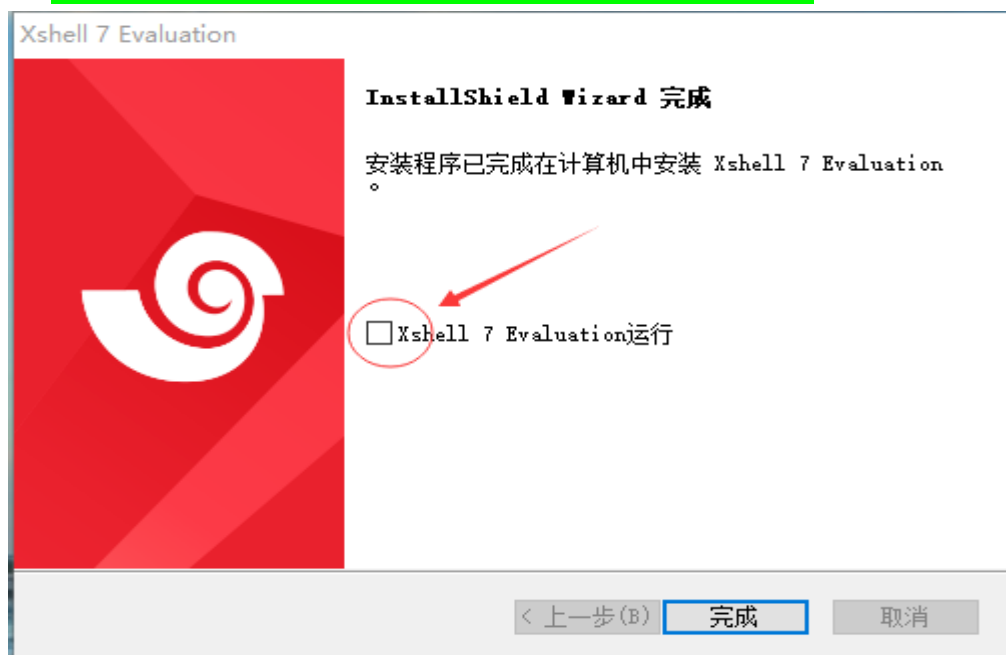 Xshell 7 Evaluation
InstallShield Wizard 完成
安装程序已完成在计算机中安装 Xshell 7 Evaluation
。
Xshell 7 Evaluation运行
< 上一步(B)
完成
取消